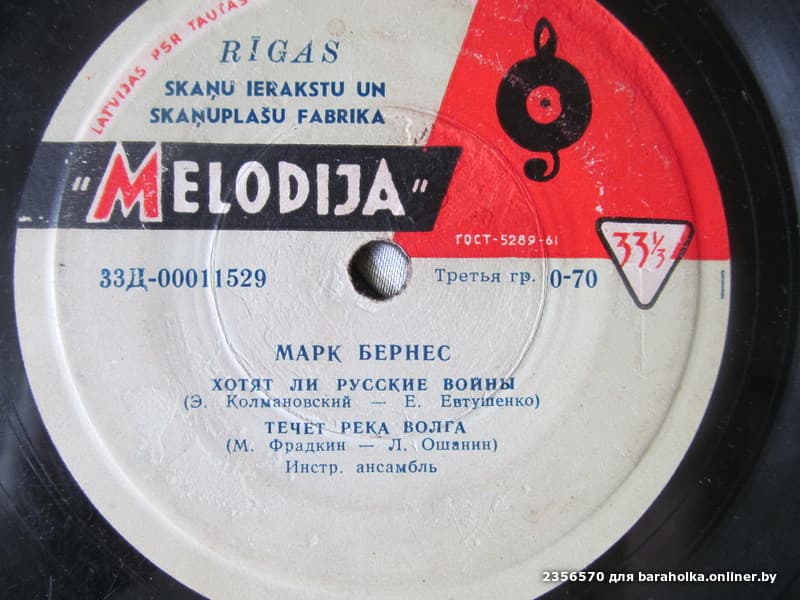 LATVIJAS PSR TAUTAS
RĪGAS
SKAŅU IERAKSTU UN
SKAŅUPLAŠU FABRIKA
"MELODIJA"
ГОСТ-5289-61
33⅓
33Д-00011529
Третья гр. 0-70
МАРК БЕРНЕС
ХОТЯТ ЛИ РУССКИЕ ВОЙНЫ
(Э. Колмановский — Е. Евтушенко)
ТЕЧЕТ РЕКА ВОЛГА
(М. Фрадкин — Л. Ошанин)
Инстр. ансамбль
2356570 для baraholka.onliner.by